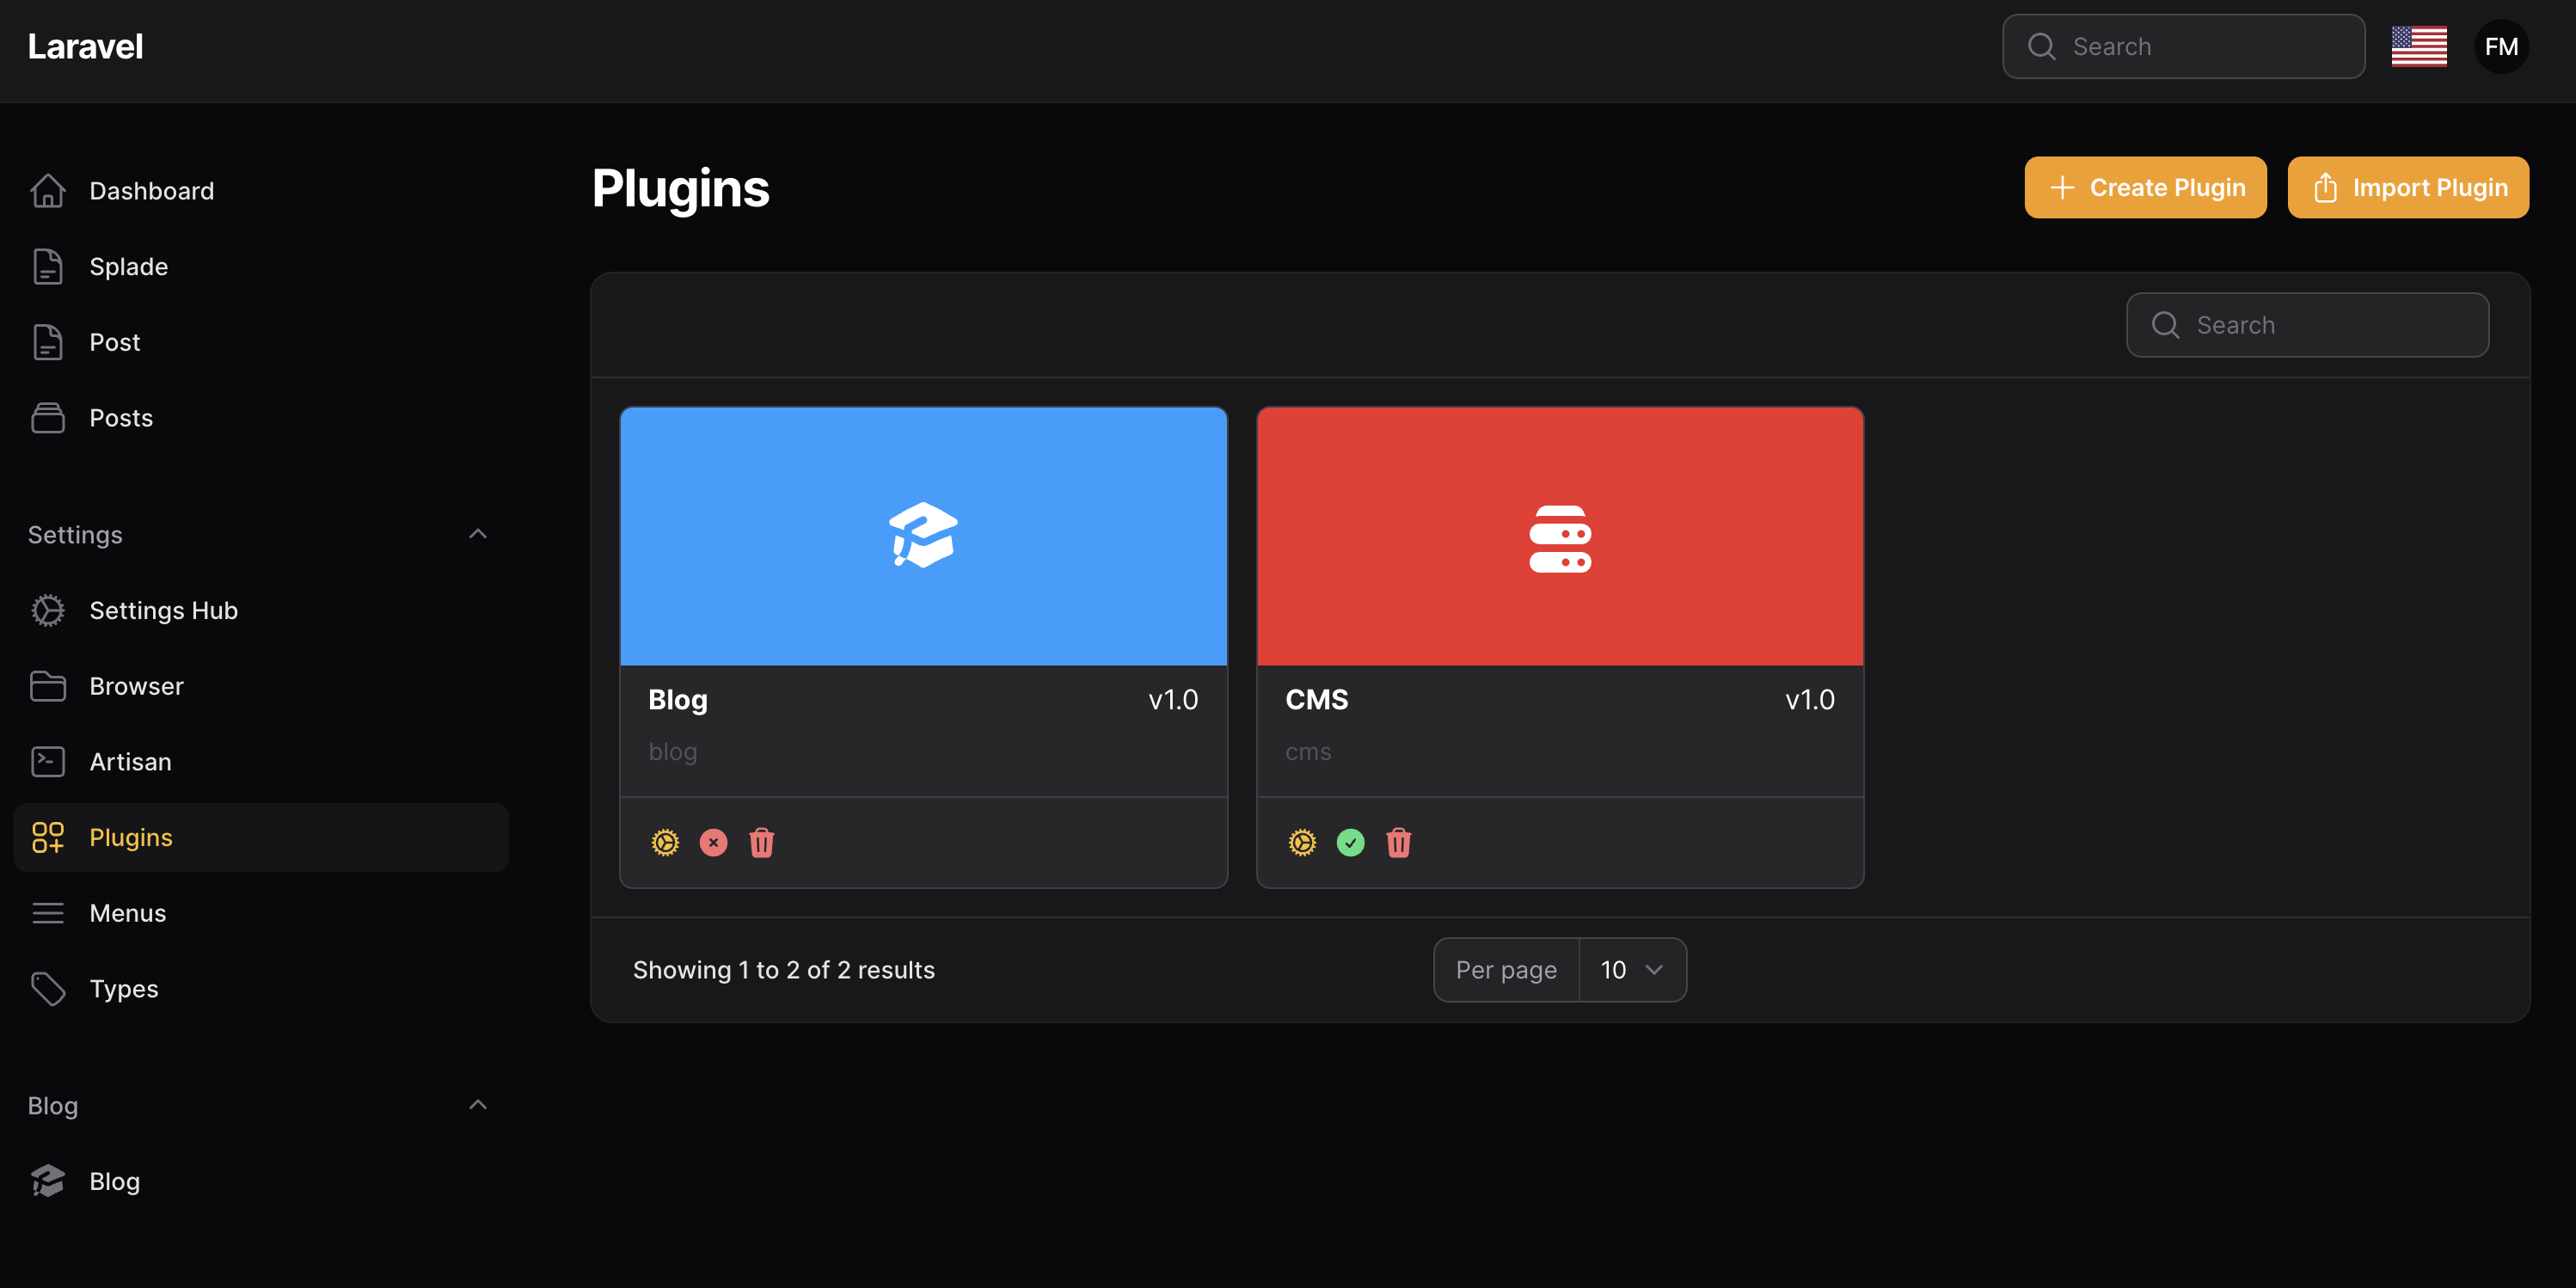 Laravel
Search
FM
Dashboard
Splade
Post
Posts
Settings
Settings Hub
Browser
Artisan
Plugins
Menus
Types
Blog
Blog
Plugins
Create Plugin
Import Plugin
Search
Blog v1.0
blog
CMS v1.0
cms
Showing 1 to 2 of 2 results
Per page 10